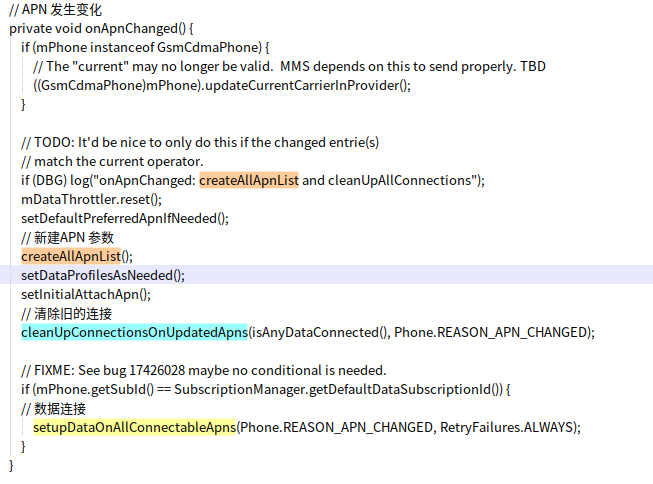 // APN 发生变化
private void onApnChanged() {
if (mPhone instanceof GsmCdmaPhone) {
// The "current" may no longer be valid.  MMS depends on this to send properly. TBD
((GsmCdmaPhone)mPhone).updateCurrentCarrierInProvider();
}
// TODO: It'd be nice to only do this if the changed entrie(s)
// match the current operator.
if (DBG) log("onApnChanged: createAllApnList and cleanUpAllConnections");
mDataThrottler.reset();
setDefaultPreferredApnIfNeeded();
// 新建APN 参数
createAllApnList();
setDataProfilesAsNeeded();
setInitialAttachApn();
// 清除旧的连接
cleanUpConnectionsOnUpdatedApns(isAnyDataConnected(), Phone.REASON_APN_CHANGED);
// FIXME: See bug 17426028 maybe no conditional is needed.
if (mPhone.getSubId() == SubscriptionManager.getDefaultDataSubscriptionId()) {
// 数据连接
setupDataOnAllConnectableApns(Phone.REASON_APN_CHANGED, RetryFailures.ALWAYS);
}
}